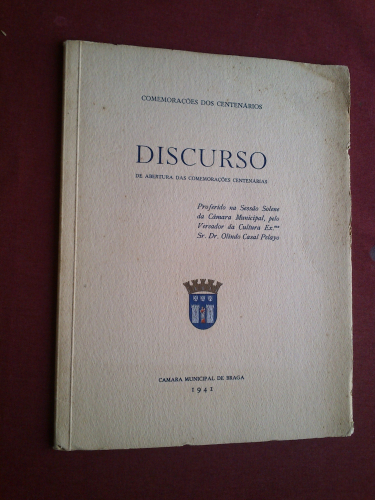 COMEMORAÇÕES DOS CENTENÁRIOS
DISCURSO
DE ABERTURA DAS COMEMORAÇÕES CENTENÁRIAS
Proferido na Sessão Solene
da Câmara Municipal, pelo
Vereador da Cultura Ex.mo
Sr. Dr. Olindo Casal Pelayo
CAMARA MUNICIPAL DE BRAGA
1941